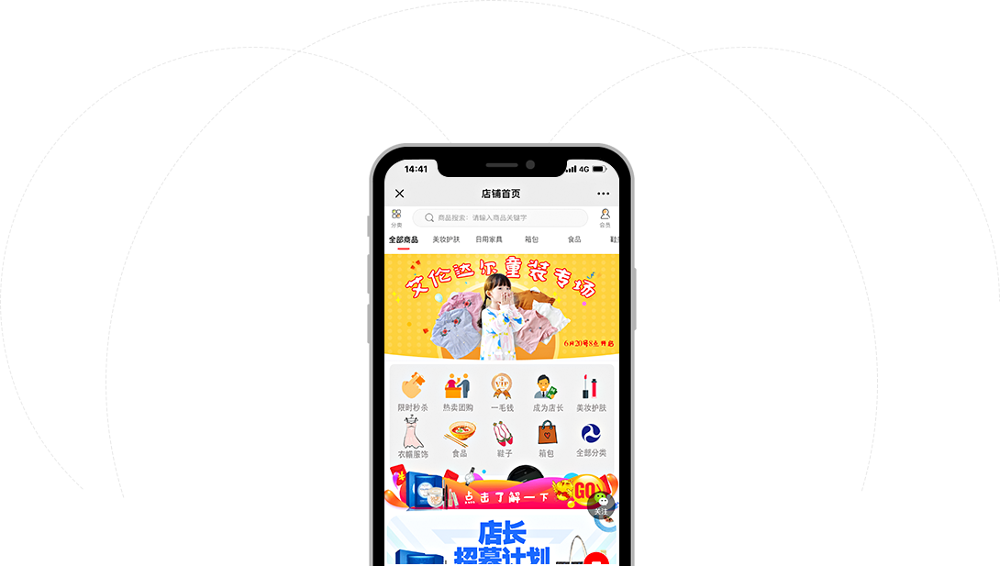 14:41 4G
店铺首页
分类 商品搜索: 请输入商品关键字 会员
全部商品 美妆护肤 日用家具 箱包 食品
艾伦达尔童装专场
6月20号8点开启
限时秒杀 热卖团购 一毛钱 成为店长 美妆护肤
衣帽服饰 食品 鞋子 箱包 全部分类
点击了解一下 GO
关注
店长
招募计划